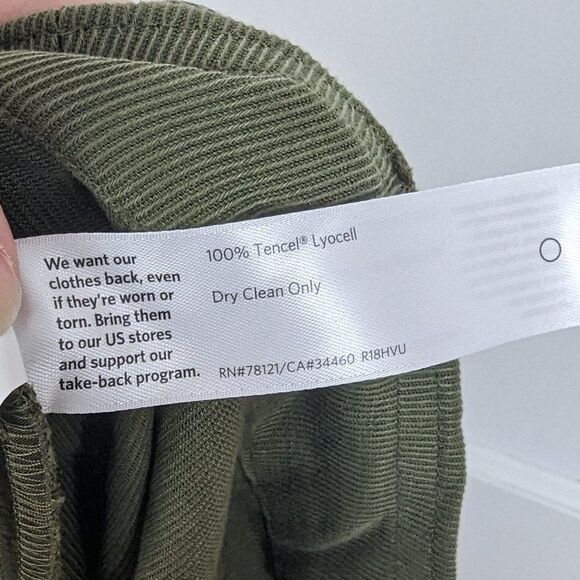 We want our
clothes back, even
if they're worn or
torn. Bring them
to our US stores
and support our
take-back program.
100% Tencel® Lyocell
Dry Clean Only
RN#78121/CA#34460 R18HVU